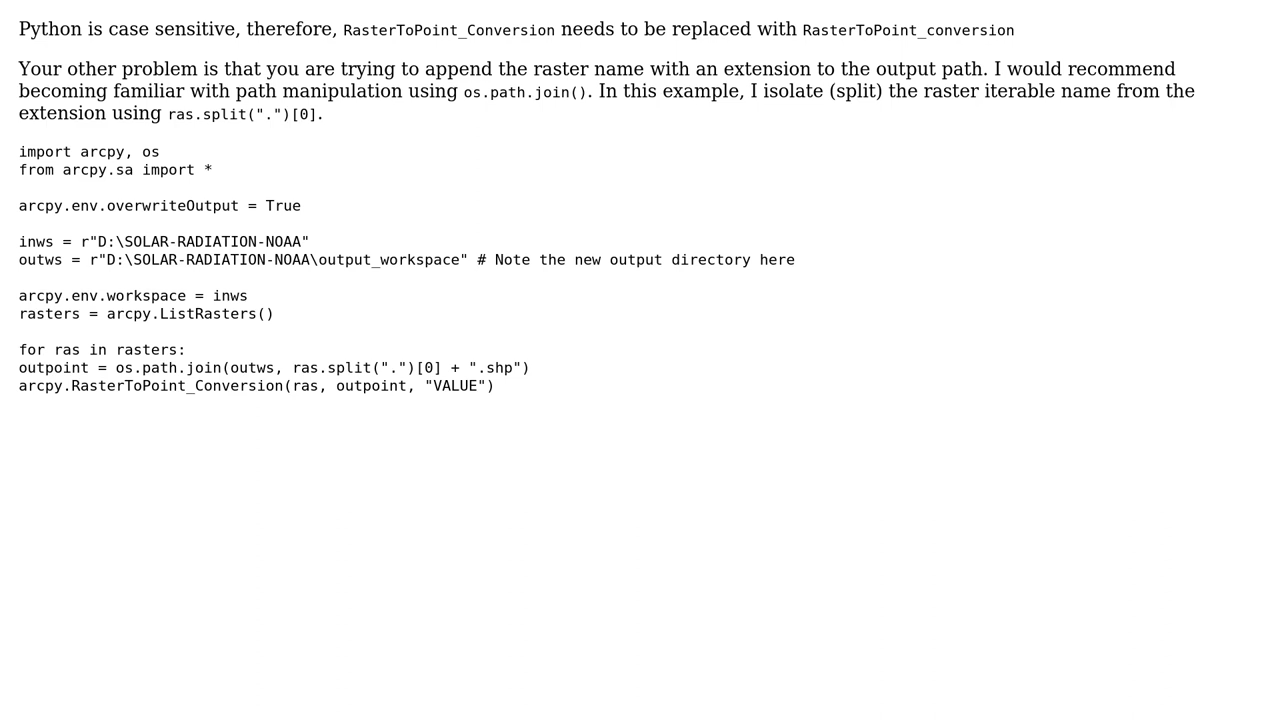 Python is case sensitive, therefore, RasterToPoint_Conversion needs to be replaced with RasterToPoint_conversion
Your other problem is that you are trying to append the raster name with an extension to the output path. I would recommend
becoming familiar with path manipulation using os.path.join(). In this example, I isolate (split) the raster iterable name from the
extension using ras.split(".")[0].
import arcpy, os
from arcpy.sa import *
arcpy.env.overwriteOutput = True
inws = r"D:\SOLAR-RADIATION-NOAA"
outws = r"D:\SOLAR-RADIATION-NOAA\output_workspace" # Note the new output directory here
arcpy.env.workspace = inws
rasters = arcpy.ListRasters()
for ras in rasters:
outpoint = os.path.join(outws, ras.split(".")[0] + ".shp")
arcpy.RasterToPoint_Conversion(ras, outpoint, "VALUE")